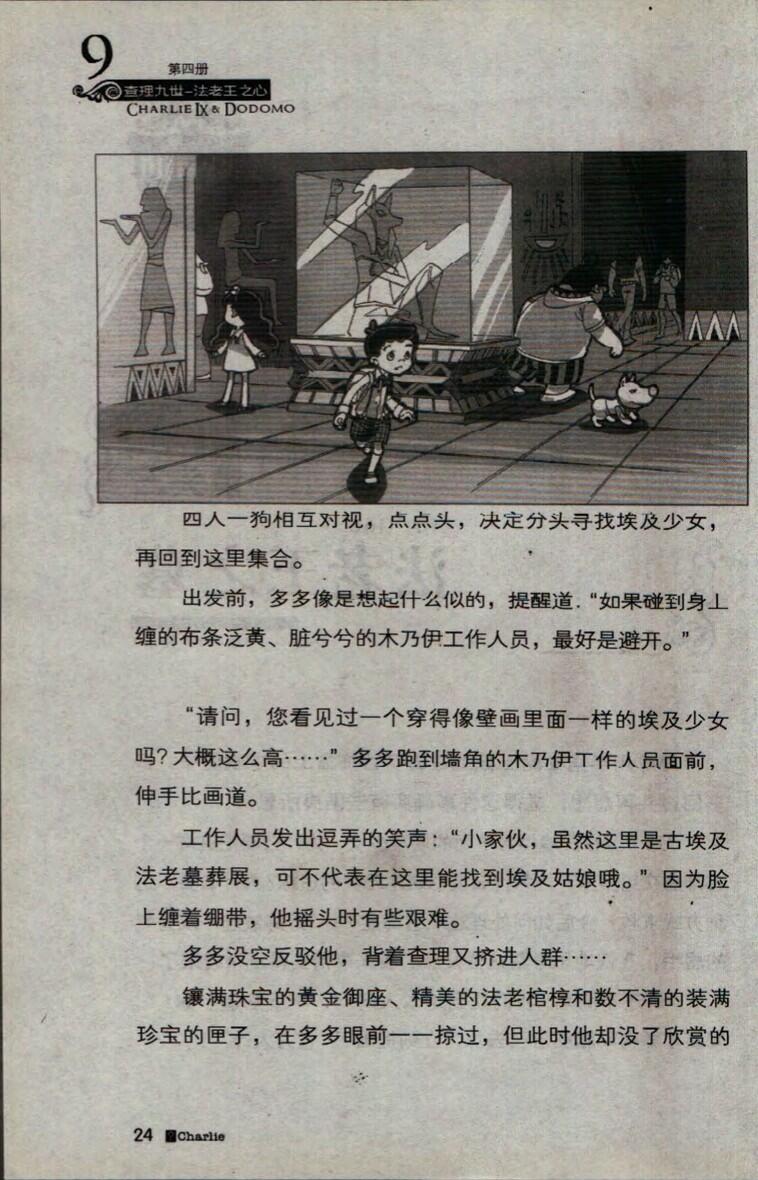 9
第四册
查理九世-法老王之心
CHARLIE IX & DODOMO
四人一狗相互对视，点点头，决定分头寻找埃及少女，
再回到这里集合。
出发前，多多像是想起什么似的，提醒道．“如果碰到身上
缠的布条泛黄、脏兮兮的木乃伊工作人员，最好是避开。”
“请问，您看见过一个穿得像壁画里面一样的埃及少女
吗？大概这么高……”多多跑到墙角的木乃伊工作人员面前，
伸手比画道。
工作人员发出逗弄的笑声：“小家伙，虽然这里是古埃及
法老墓葬展，可不代表在这里能找到埃及姑娘哦。”因为脸
上缠着绷带，他摇头时有些艰难。
多多没空反驳他，背着查理又挤进人群……
镶满珠宝的黄金御座、精美的法老棺椁和数不清的装满
珍宝的匣子，在多多眼前一一掠过，但此时他却没了欣赏的
24 Charlie